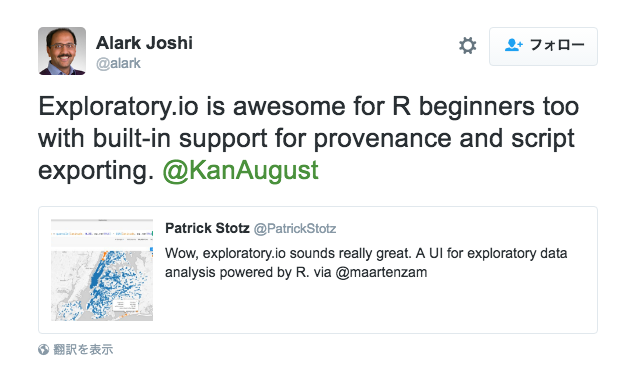 Alark Joshi
@alark
フォロー
Exploratory.io is awesome for R beginners too
with built-in support for provenance and script
exporting. @KanAugust
Patrick Stotz @PatrickStotz
Wow, exploratory.io sounds really great. A UI for exploratory data
analysis powered by R. via @maartenzam
翻訳を表示